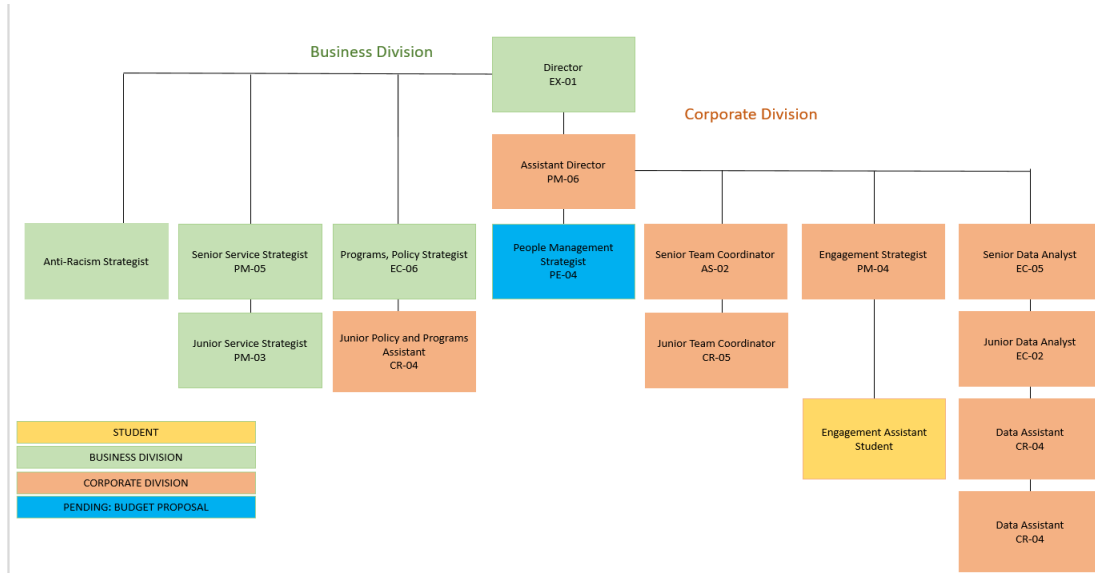 Business Division
Director
EX-01
Corporate Division
Assistant Director
PM-06
Anti-Racism Strategist
Senior Service Strategist
PM-05
Programs, Policy Strategist
EC-06
People Management
Strategist
PE-04
Senior Team Coordinator
AS-02
Engagement Strategist
PM-04
Senior Data Analyst
EC-05
Junior Service Strategist
PM-03
Junior Policy and Programs
Assistant
CR-04
Junior Team Coordinator
CR-05
Junior Data Analyst
EC-02
Engagement Assistant
Student
Data Assistant
CR-04
Data Assistant
CR-04
STUDENT
BUSINESS DIVISION
CORPORATE DIVISION
PENDING: BUDGET PROPOSAL